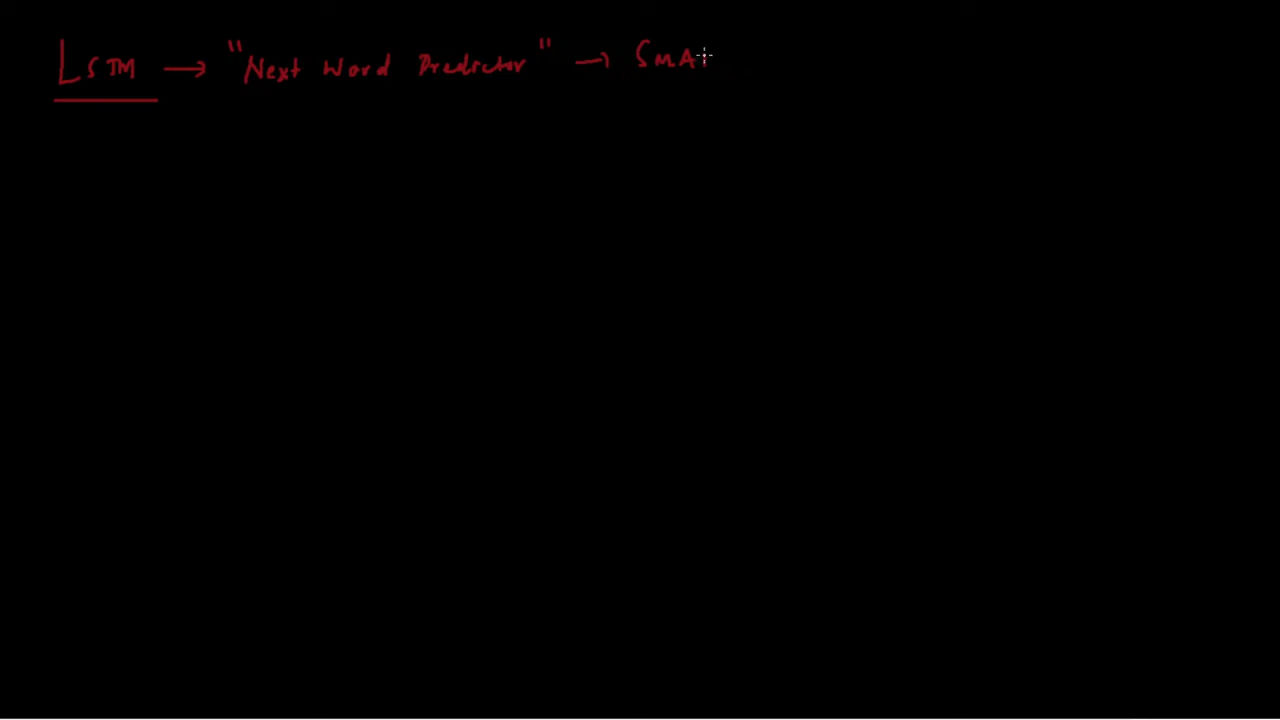 LSTM → "Next Word Predictor" → SMA